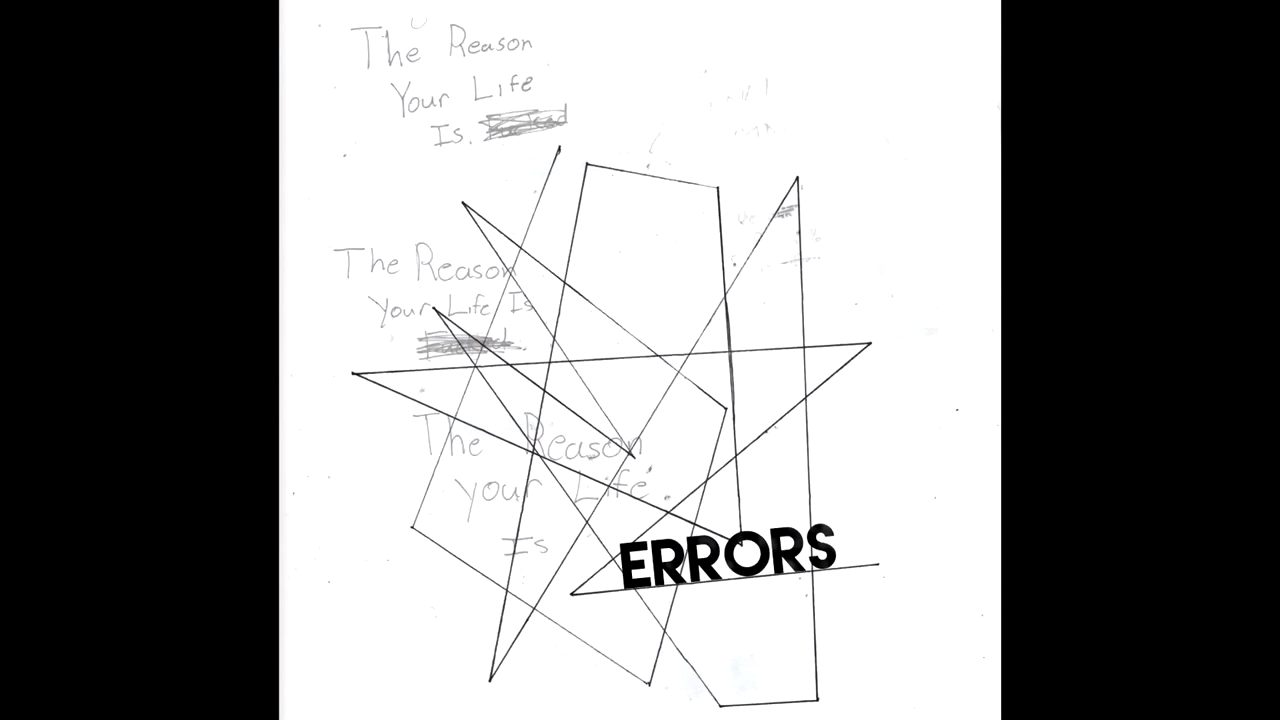 The Reason
Your Life
Is.
The Reason
Your Life Is
The Reason
your Life.
Is
ERRORS